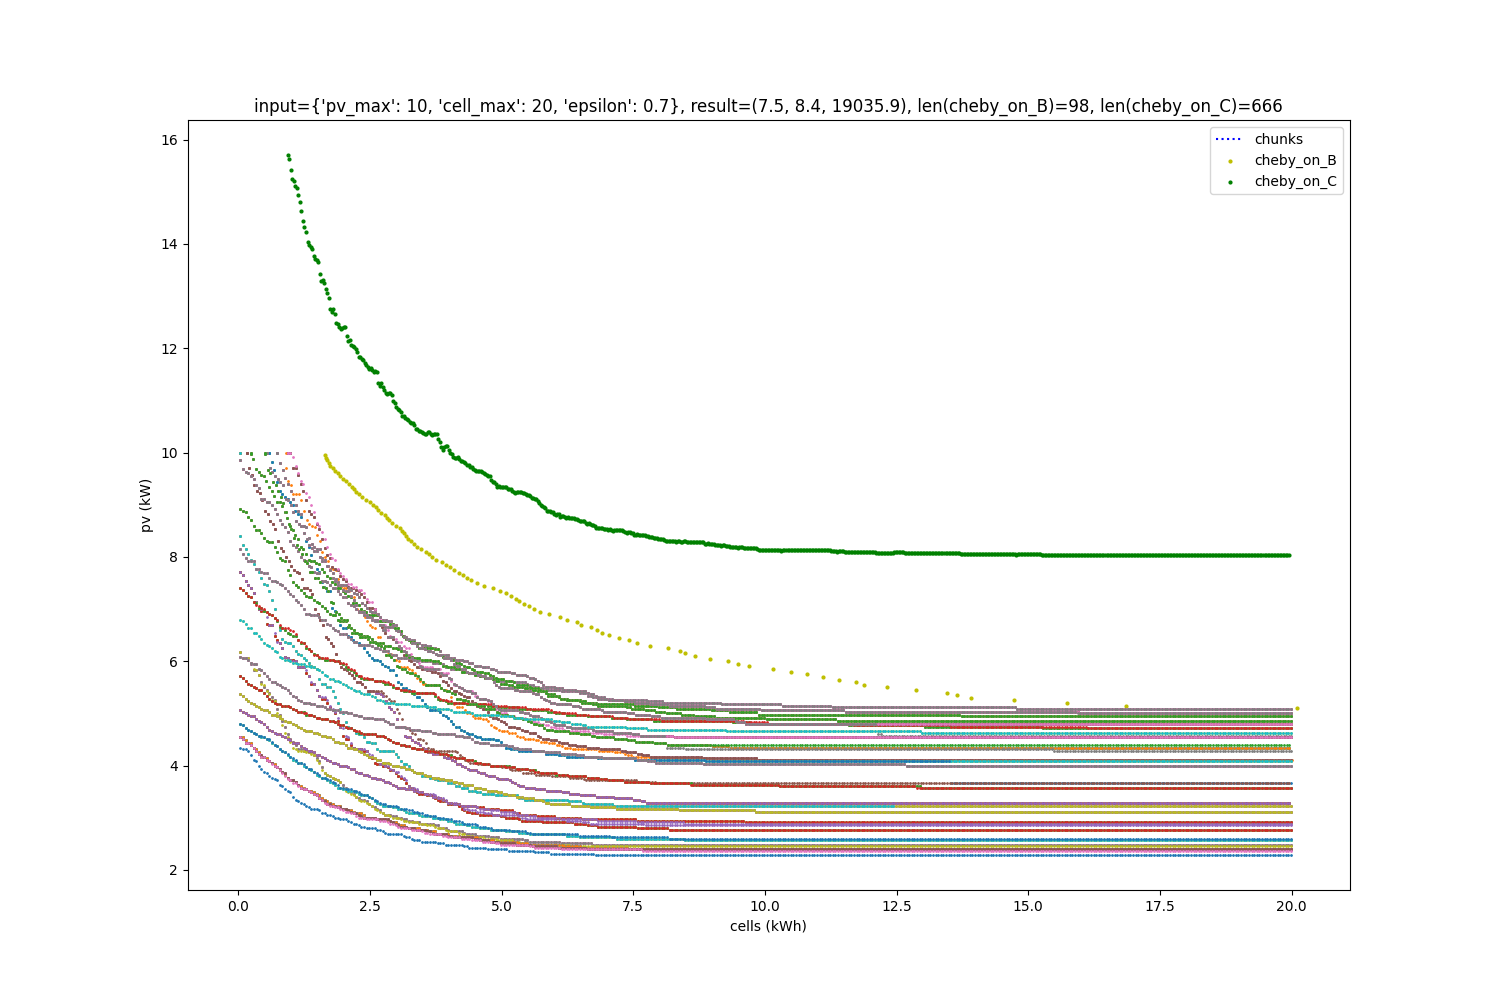 input={'pv_max': 10, 'cell_max': 20, 'epsilon': 0.7}, result=(7.5, 8.4, 19035.9), len(cheby_on_B)=98, len(cheby_on_C)=666
chunks
cheby_on_B
cheby_on_C
16
14
12
10
8
6
4
2
pv (kW)
0.0 2.5 5.0 7.5 10.0 12.5 15.0 17.5 20.0
cells (kWh)